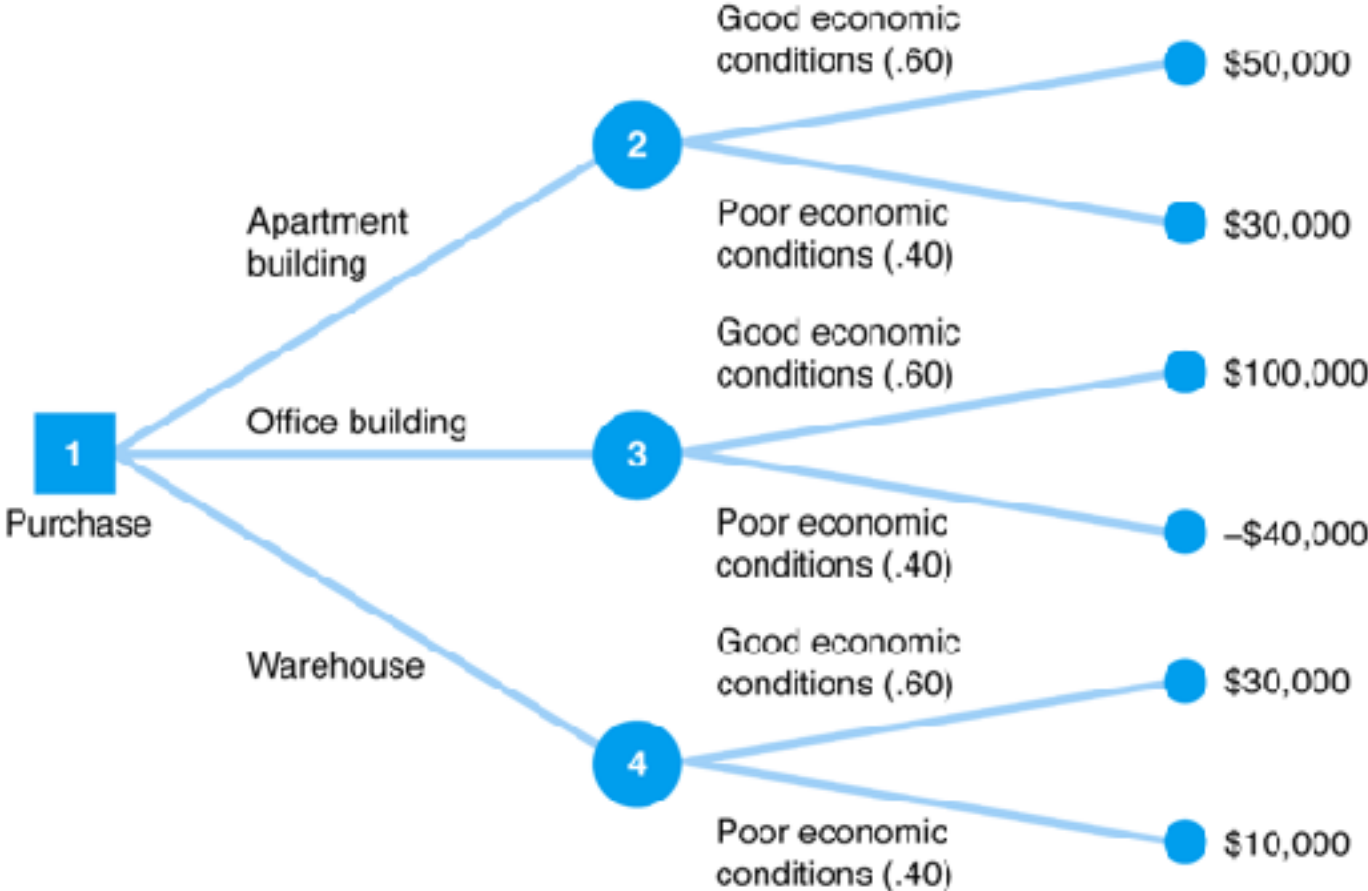 Good economic
conditions (.60)
$50,000
2
Apartment
building
Poor economic
conditions (.40)
$30,000
Good economic
conditions (.60)
$100,000
Office building
1
3
Purchase
Poor economic
conditions (.40)
–$40,000
Warehouse
Good economic
conditions (.60)
$30,000
4
Poor economic
conditions (.40)
$10,000